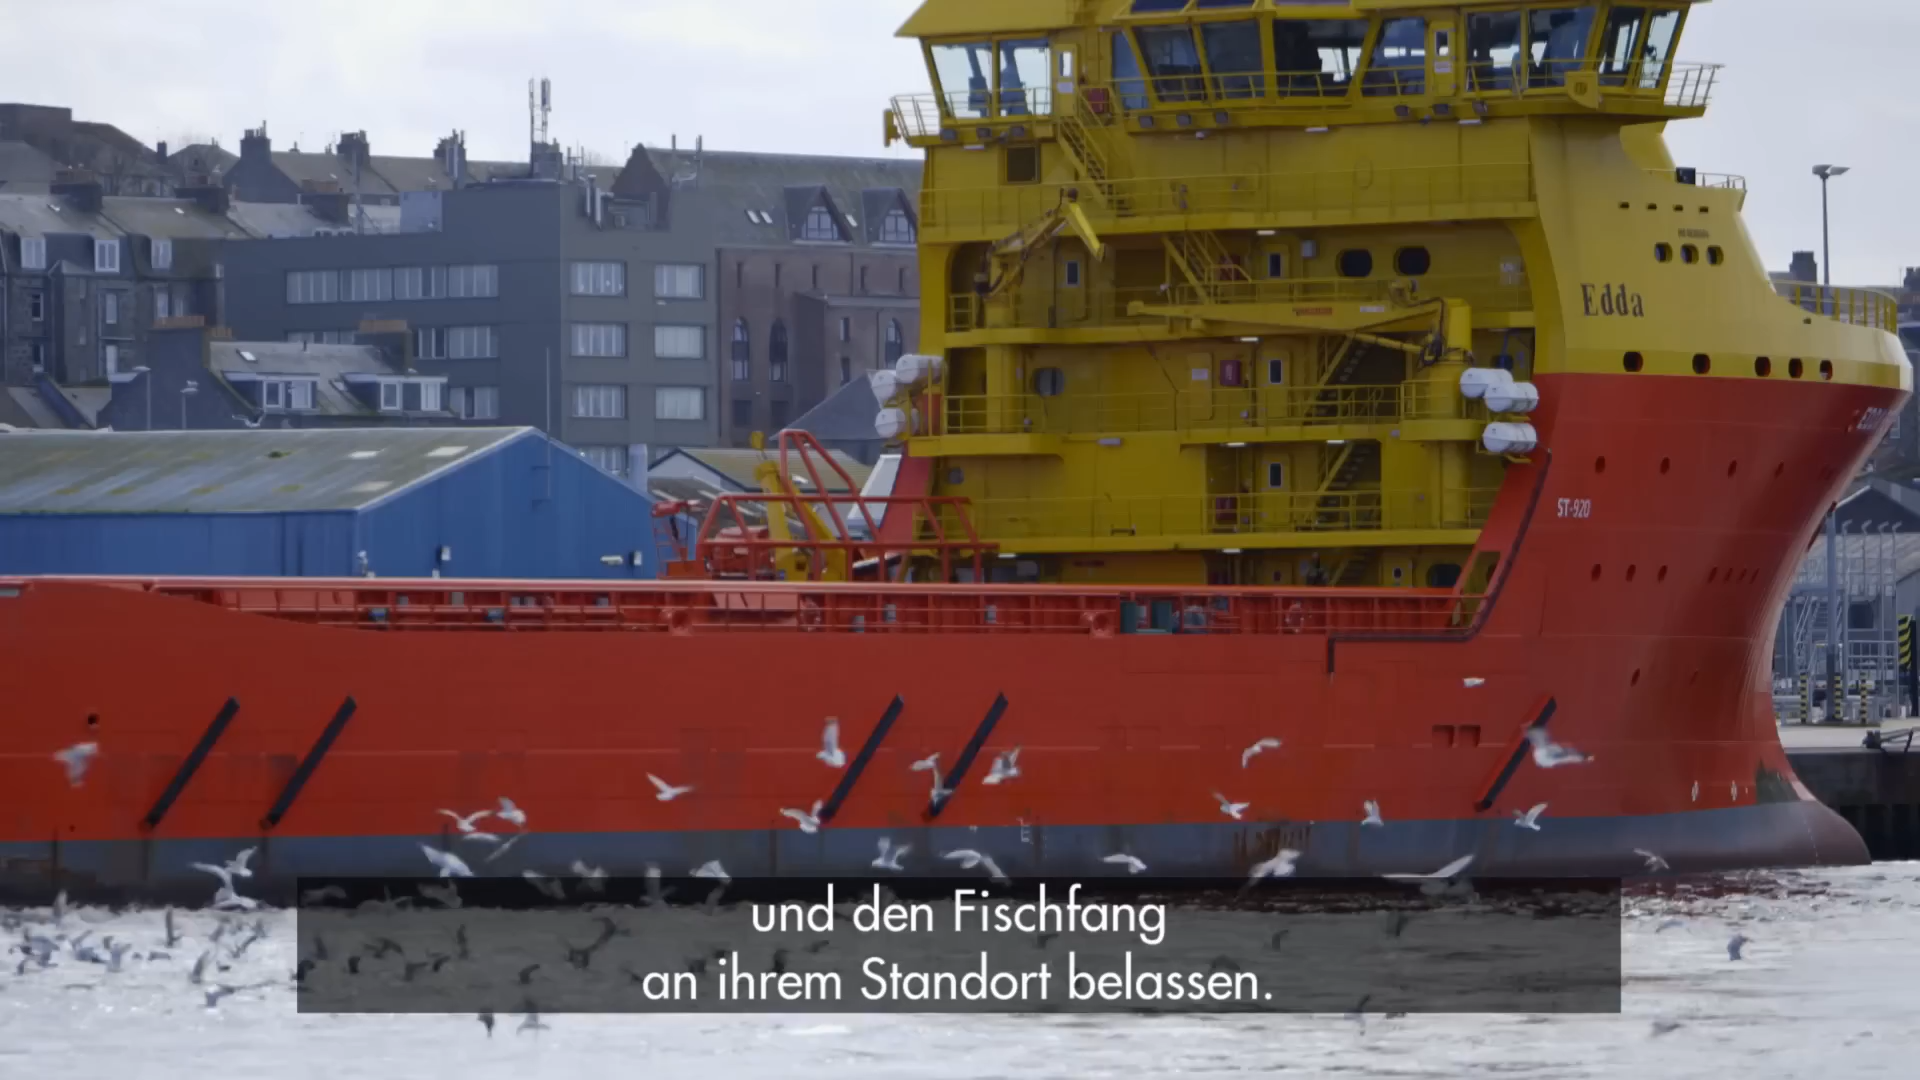 Edda
ST-920
und den Fischfang
an ihrem Standort belassen.